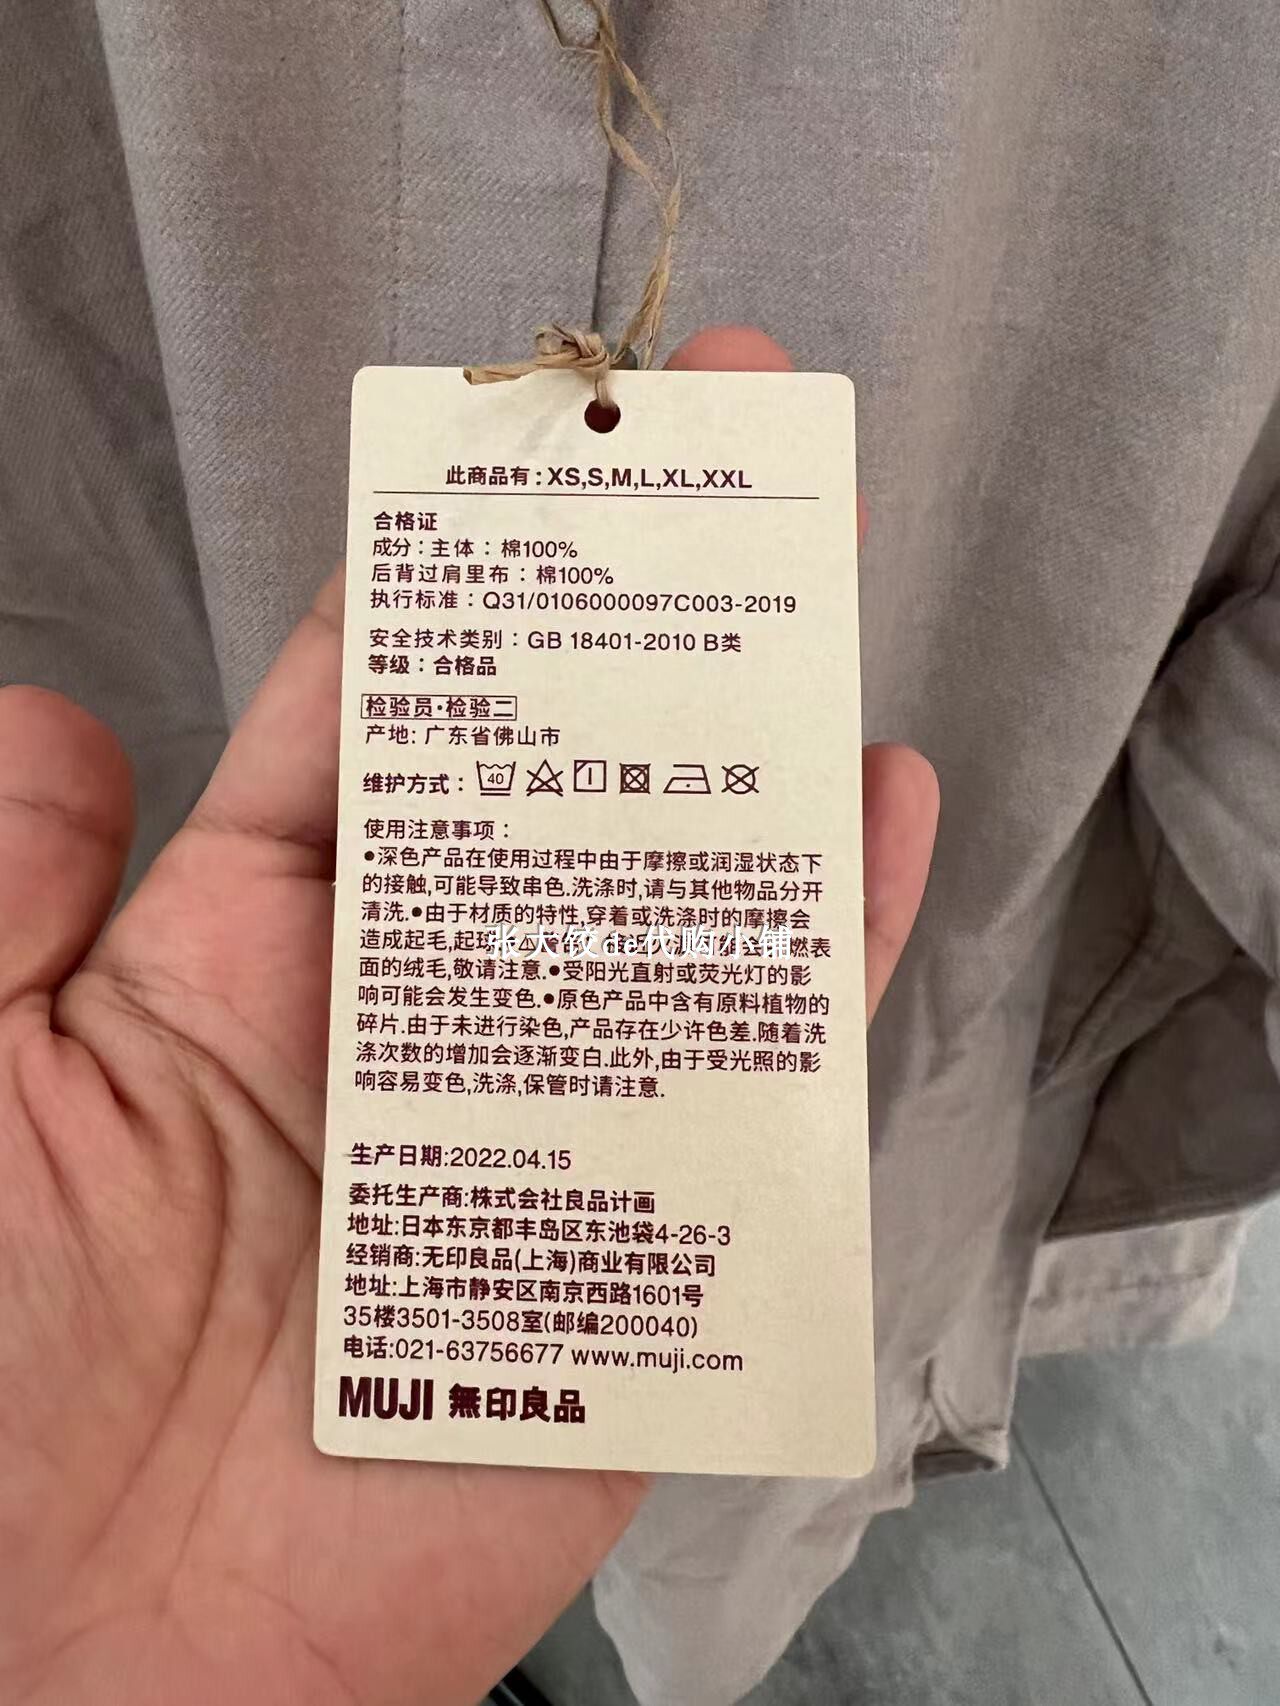 此商品有:XS,S,M,L,XL,XXL
合格证
成分:主体:棉100%
后背过肩里布:棉100%
执行标准:Q31/0106000097C003-2019
安全技术类别:GB 18401-2010 B类
等级:合格品
检验员·检验二
产地:广东省佛山市
维护方式:
40
使用注意事项:
●深色产品在使用过程中由于摩擦或润湿状态下
的接触,可能导致串色.洗涤时,请与其他物品分开
清洗.●由于材质的特性,穿着或洗涤时的摩擦会
造成起毛,起球 燃表
张大饺de代购小铺
面的绒毛,敬请注意.●受阳光直射或荧光灯的影
响可能会发生变色.●原色产品中含有原料植物的
碎片.由于未进行染色,产品存在少许色差.随着洗
涤次数的增加会逐渐变白.此外,由于受光照的影
响容易变色,洗涤,保管时请注意.
生产日期:2022.04.15
委托生产商:株式会社良品计画
地址:日本东京都丰岛区东池袋4-26-3
经销商:无印良品(上海)商业有限公司
地址:上海市静安区南京西路1601号
35楼3501-3508室(邮编200040)
电话:021-63756677 www.muji.com
MUJI 無印良品